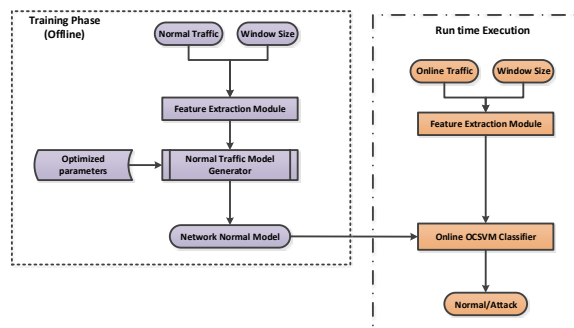 Training Phase
(Offline)
Normal Traffic
Window Size
Feature Extraction Module
Optimized
parameters
Normal Traffic Model
Generator
Network Normal Model
Run time Execution
Online Traffic
Window Size
Feature Extraction Module
Online OCSVM Classifier
Normal/Attack